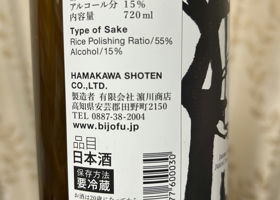 アルコール分 15%
内容量 720ml
Type of Sake
Rice Polishing Ratio/55%
Alcohol/15%
HAMAKAWA SHOTEN
CO.,LTD.
製造者 有限会社 濵川商店
高知県安芸郡田野町2150
TEL 0887-38-2004
www.bijofu.jp
品目
日本酒
保存方法
要冷蔵
77600030